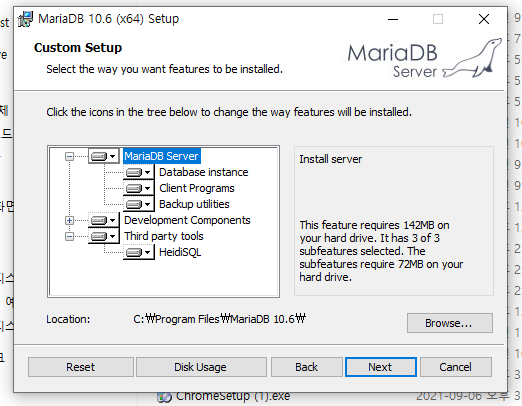 MariaDB 10.6 (x64) Setup
Custom Setup
Select the way you want features to be installed.
MariaDB
Server
Click the icons in the tree below to change the way features will be installed.
MariaDB Server
Database instance
Client Programs
Backup utilities
Development Components
Third party tools
HeidiSQL
Install server
This feature requires 142MB on
your hard drive. It has 3 of 3
subfeatures selected. The
subfeatures require 72MB on your
hard drive.
Location:
C:₩Program Files₩MariaDB 10.6₩
Browse...
Reset
Disk Usage
Back
Next
Cancel
ChromeSetup (1).exe
2021-09-06 오후 3